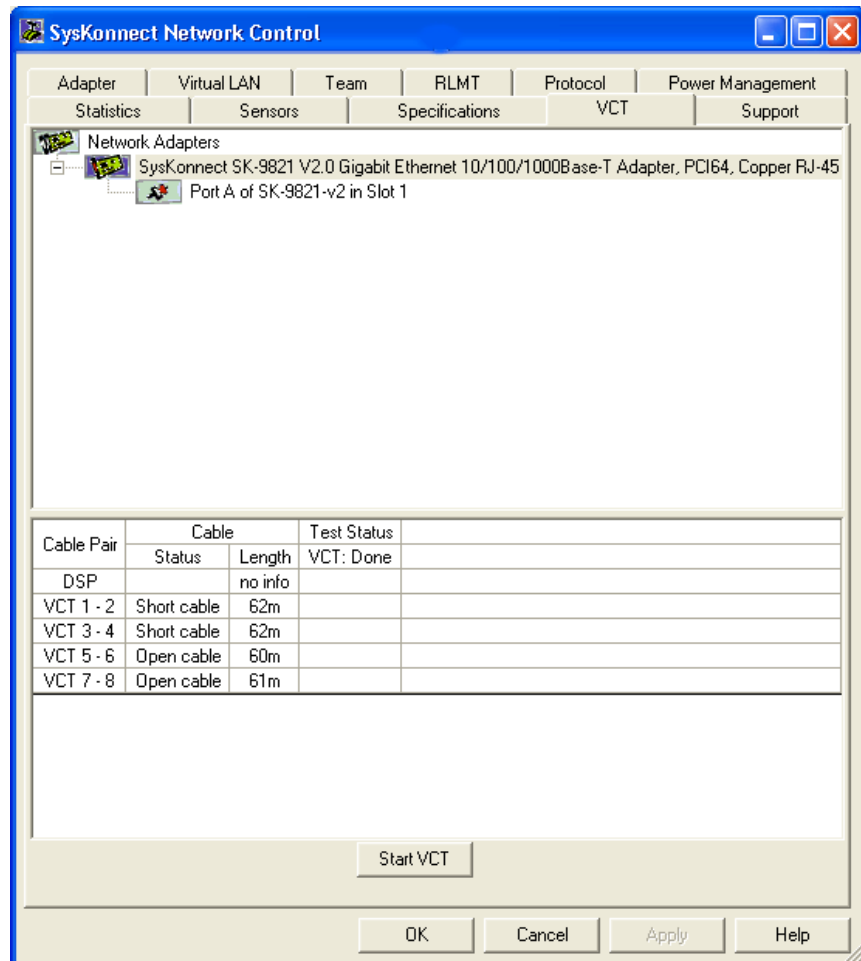 SysKonnect Network Control
Adapter Virtual LAN Team RLMT Protocol Power Management
Statistics Sensors Specifications VCT Support
Network Adapters
SysKonnect SK-9821 V2.0 Gigabit Ethernet 10/100/1000Base-T Adapter, PCI64, Copper RJ-45
Port A of SK-9821-v2 in Slot 1
Cable Pair Cable Test Status
Status Length VCT: Done
DSP no info
VCT 1 - 2 Short cable 62m
VCT 3 - 4 Short cable 62m
VCT 5 - 6 Open cable 60m
VCT 7 - 8 Open cable 61m
Start VCT
OK Cancel Apply Help